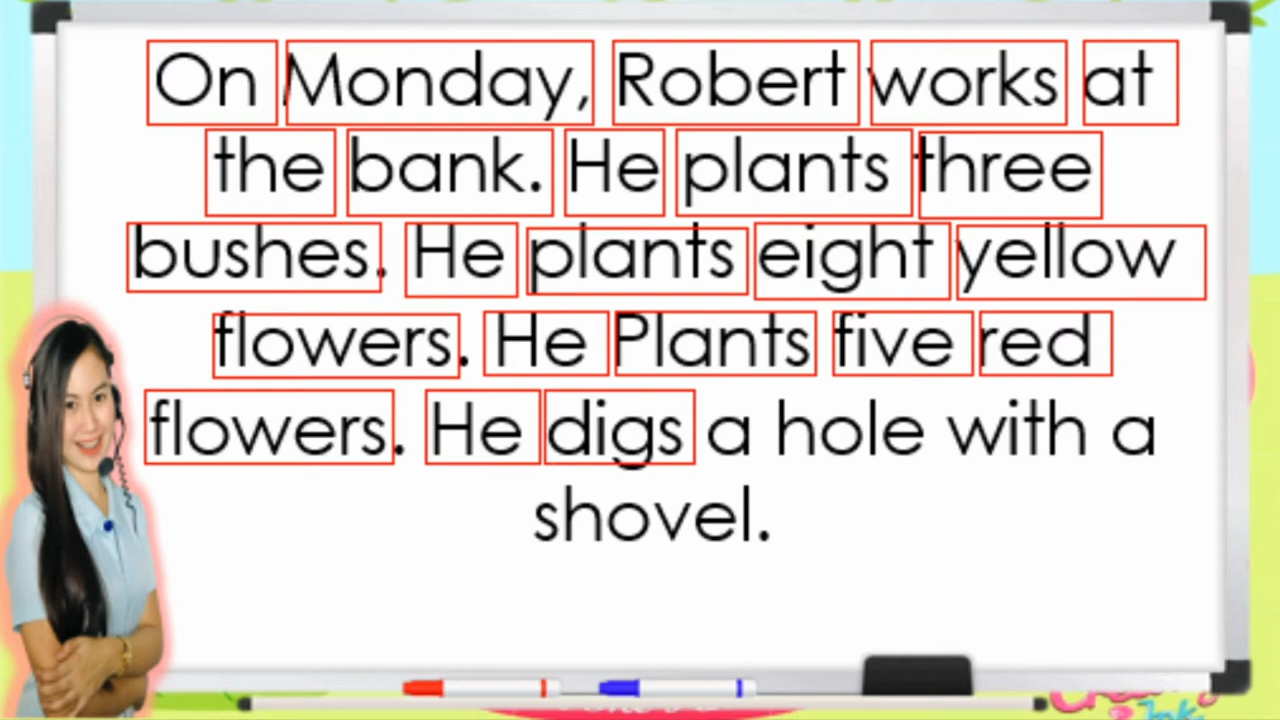 On Monday, Robert works at
the bank. He plants three
bushes. He plants eight yellow
flowers. He Plants five red
flowers. He digs a hole with a
shovel.